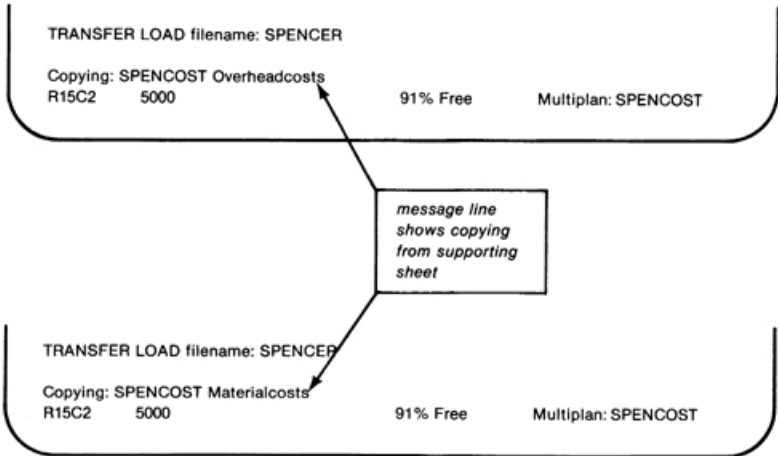 TRANSFER LOAD filename: SPENCER
Copying: SPENCOST Overheadcosts
R15C2 5000 91% Free Multiplan: SPENCOST
message line
shows copying
from supporting
sheet
TRANSFER LOAD filename: SPENCER
Copying: SPENCOST Materialcosts
R15C2 5000 91% Free Multiplan: SPENCOST